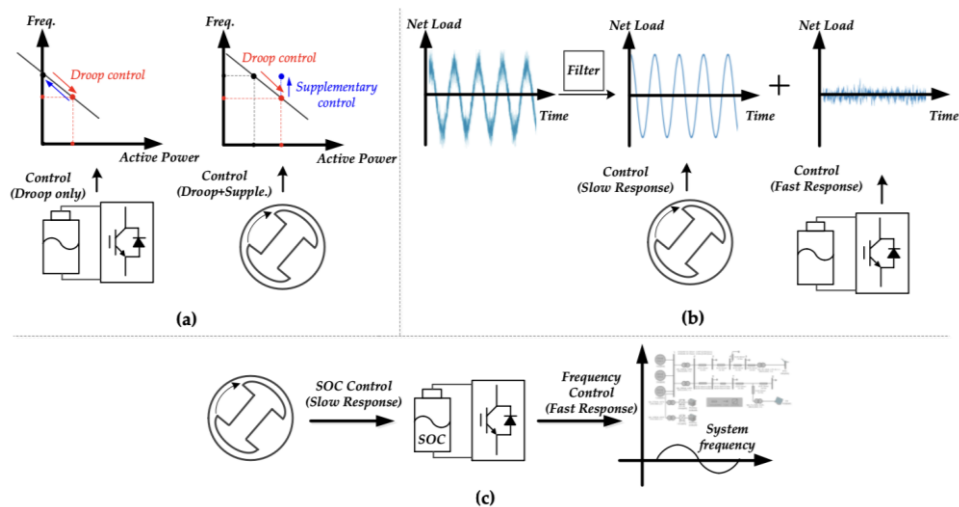 Freq.
Droop control
Active Power
Control
(Droop only)
Freq.
Droop control
Supplementary
control
Active Power
Control
(Droop+Supple.)
(a)
Net Load
Time
Filter
Net Load
Time
Net Load
Time
Control
(Slow Response)
Control
(Fast Response)
(b)
SOC Control
(Slow Response)
SOC
Frequency
Control
(Fast Response)
System
frequency
(c)